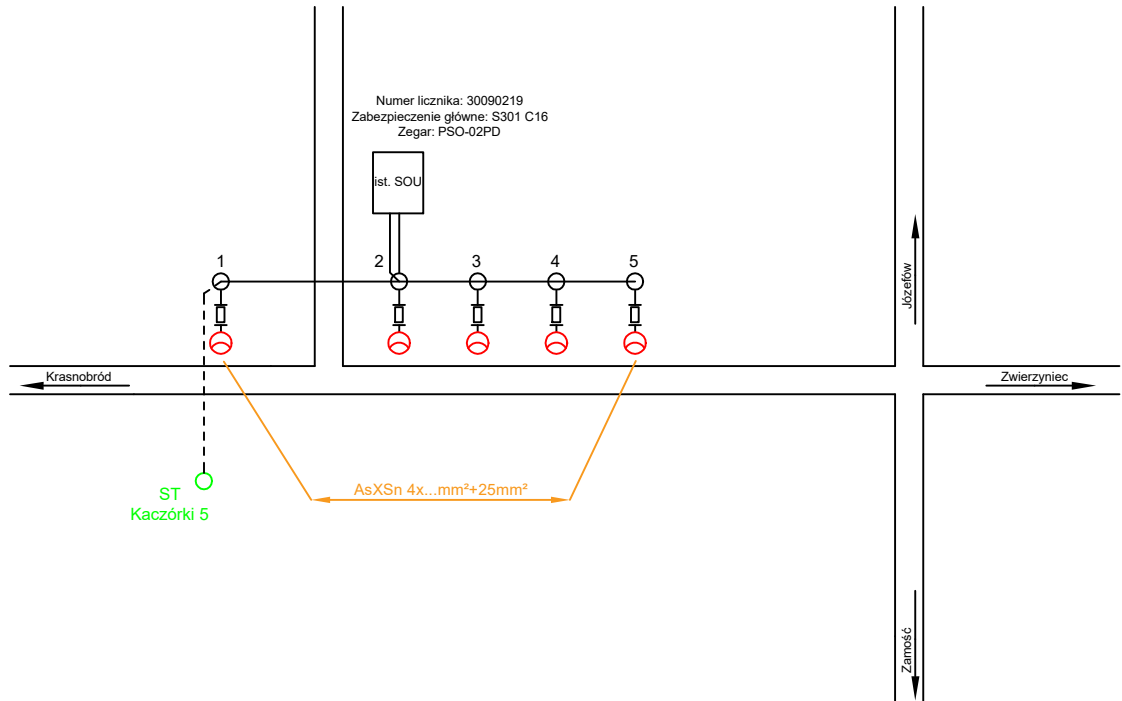 Numer licznika: 30090219
Zabezpieczenie główne: S301 C16
Zegar: PSO-02PD
ist. SOU
1
2
3
4
5
Józefów
Krasnobród
Zwierzyniec
AsXSn 4x...mm²+25mm²
ST
Kaczórki 5
Zamość